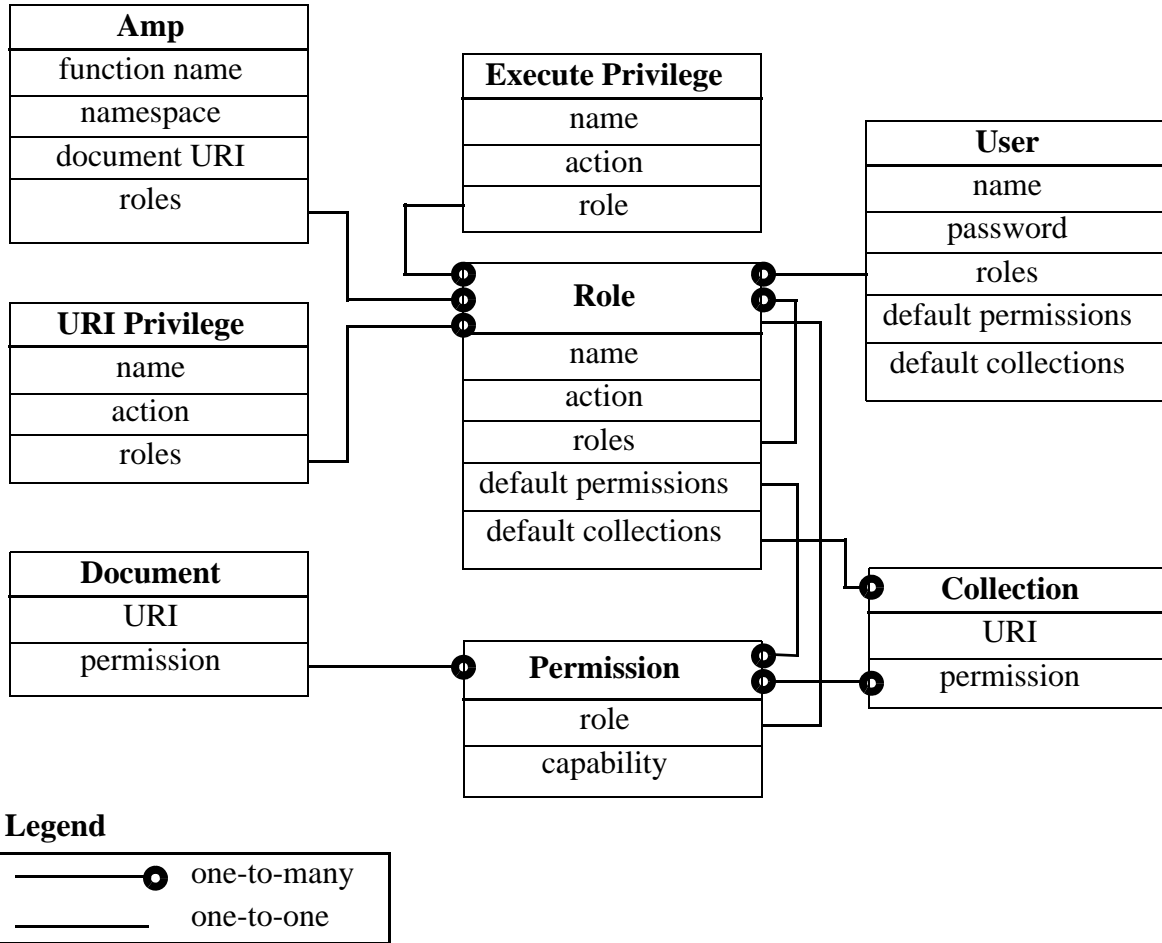 Amp
function name
namespace
document URI
roles
Execute Privilege
name
action
role
User
name
password
roles
default permissions
default collections
URI Privilege
name
action
roles
Role
name
action
roles
default permissions
default collections
Document
URI
permission
Permission
role
capability
Collection
URI
permission
Legend
one-to-many
one-to-one